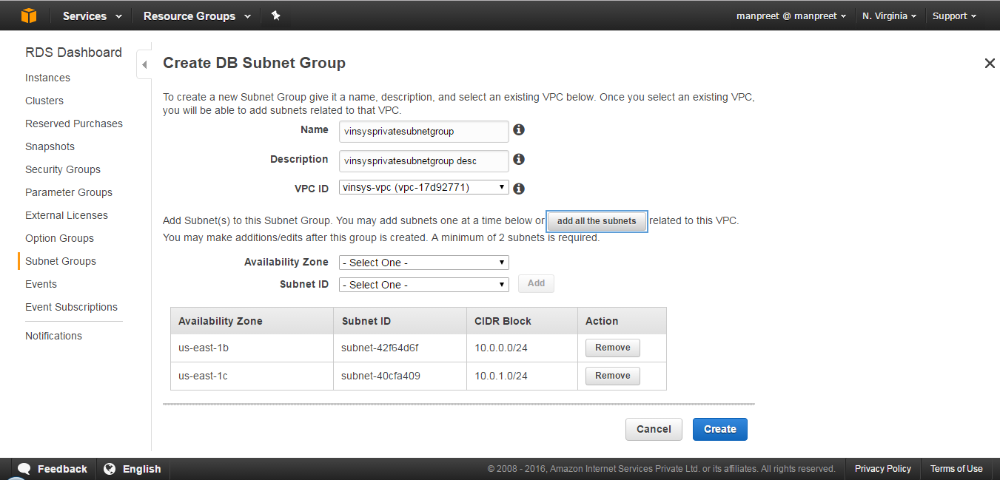 Services Resource Groups manpreet @ manpreet N. Virginia Support
RDS Dashboard
Instances
Clusters
Reserved Purchases
Snapshots
Security Groups
Parameter Groups
External Licenses
Option Groups
Subnet Groups
Events
Event Subscriptions
Notifications
Create DB Subnet Group
To create a new Subnet Group give it a name, description, and select an existing VPC below. Once you select an existing VPC,
you will be able to add subnets related to that VPC.
Name vinsysprivatesubnetgroup
Description vinsysprivatesubnetgroup desc
VPC ID vinsys-vpc (vpc-17d92771)
Add Subnet(s) to this Subnet Group. You may add subnets one at a time below or add all the subnets related to this VPC.
You may make additions/edits after this group is created. A minimum of 2 subnets is required.
Availability Zone - Select One -
Subnet ID - Select One - Add
Availability Zone Subnet ID CIDR Block Action
us-east-1b subnet-42f64d6f 10.0.0.0/24 Remove
us-east-1c subnet-40cfa409 10.0.1.0/24 Remove
Cancel Create
Feedback English © 2008 - 2016, Amazon Internet Services Private Ltd. or its affiliates. All rights reserved. Privacy Policy Terms of Use